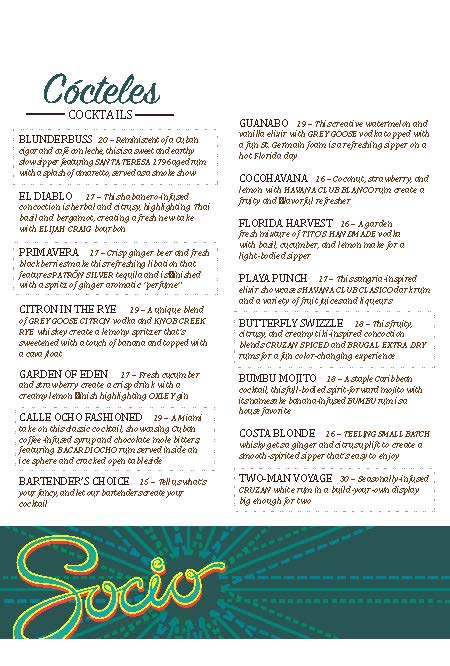 Cócteles
COCKTAILS
BLUNDERBUSS 20 – Reminiscent of a Cuban
cigar and café con leche, this is a sweet and earthy
slow sipper featuring SANTA TERESA 1796 aged rum
with a splash of amaretto, served as a smoke show
EL DIABLO 17 – This habanero-infused
concoction is herbal and citrusy, highlighting Thai
basil and bergamot, creating a fresh new take
with ELIJAH CRAIG bourbon
PRIMAVERA 17 – Crisp ginger beer and fresh
blackberries make this refreshing libation that
features PATRÓN SILVER tequila and is finished
with a spritz of ginger aromatic "perfume"
CITRON IN THE RYE 19 – A unique blend
of GREY GOOSE CITRON vodka and KNOB CREEK
RYE whiskey create a lemony spritzer that's
sweetened with a touch of banana and topped with
a cava float
GARDEN OF EDEN 17 – Fresh cucumber
and strawberry create a crisp drink with a
creamy lemon finish highlighting OXLEY gin
CALLE OCHO FASHIONED 19 – A Miami
take on this classic cocktail, showcasing Cuban
coffee-infused syrup and chocolate mole bitters,
featuring BACARDI OCHO rum served inside an
ice sphere and cracked open tableside
BARTENDER'S CHOICE 15 – Tell us what's
your fancy, and let our bartenders create your
cocktail
GUANABO 19 – This creative watermelon and
vanilla elixir with GREY GOOSE vodka topped with
a fun St. Germain foam is a refreshing sipper on a
hot Florida day
COCOHAVANA 16 – Coconut, strawberry, and
lemon with HAVANA CLUB BLANCO rum create a
fruity and flavorful refresher
FLORIDA HARVEST 16 – A garden
fresh mixture of TITO'S HANDMADE vodka
with basil, cucumber, and lemon make for a
light-bodied sipper
PLAYA PUNCH 17 – This sangria-inspired
elixir showcases HAVANA CLUB CLASICO dark rum
and a variety of fruit juices and liqueurs
BUTTERFLY SWIZZLE 18 – This fruity,
citrusy, and creamy tiki-inspired concoction
blends CRUZAN SPICED and BRUGAL EXTRA DRY
rums for a fun color-changing experience
BUMBU MOJITO 18 – A staple Caribbean
cocktail, this full-bodied spirit-forward mojito with
its namesake banana-infused BUMBU rum is a
house favorite
COSTA BLONDE 16 – TEELING SMALL BATCH
whiskey gets a ginger and citrus uplift to create a
smooth-spirited sipper that's easy to enjoy
TWO-MAN VOYAGE 30 – Seasonally-infused
CRUZAN white rum in a build-your-own display
big enough for two
Socio